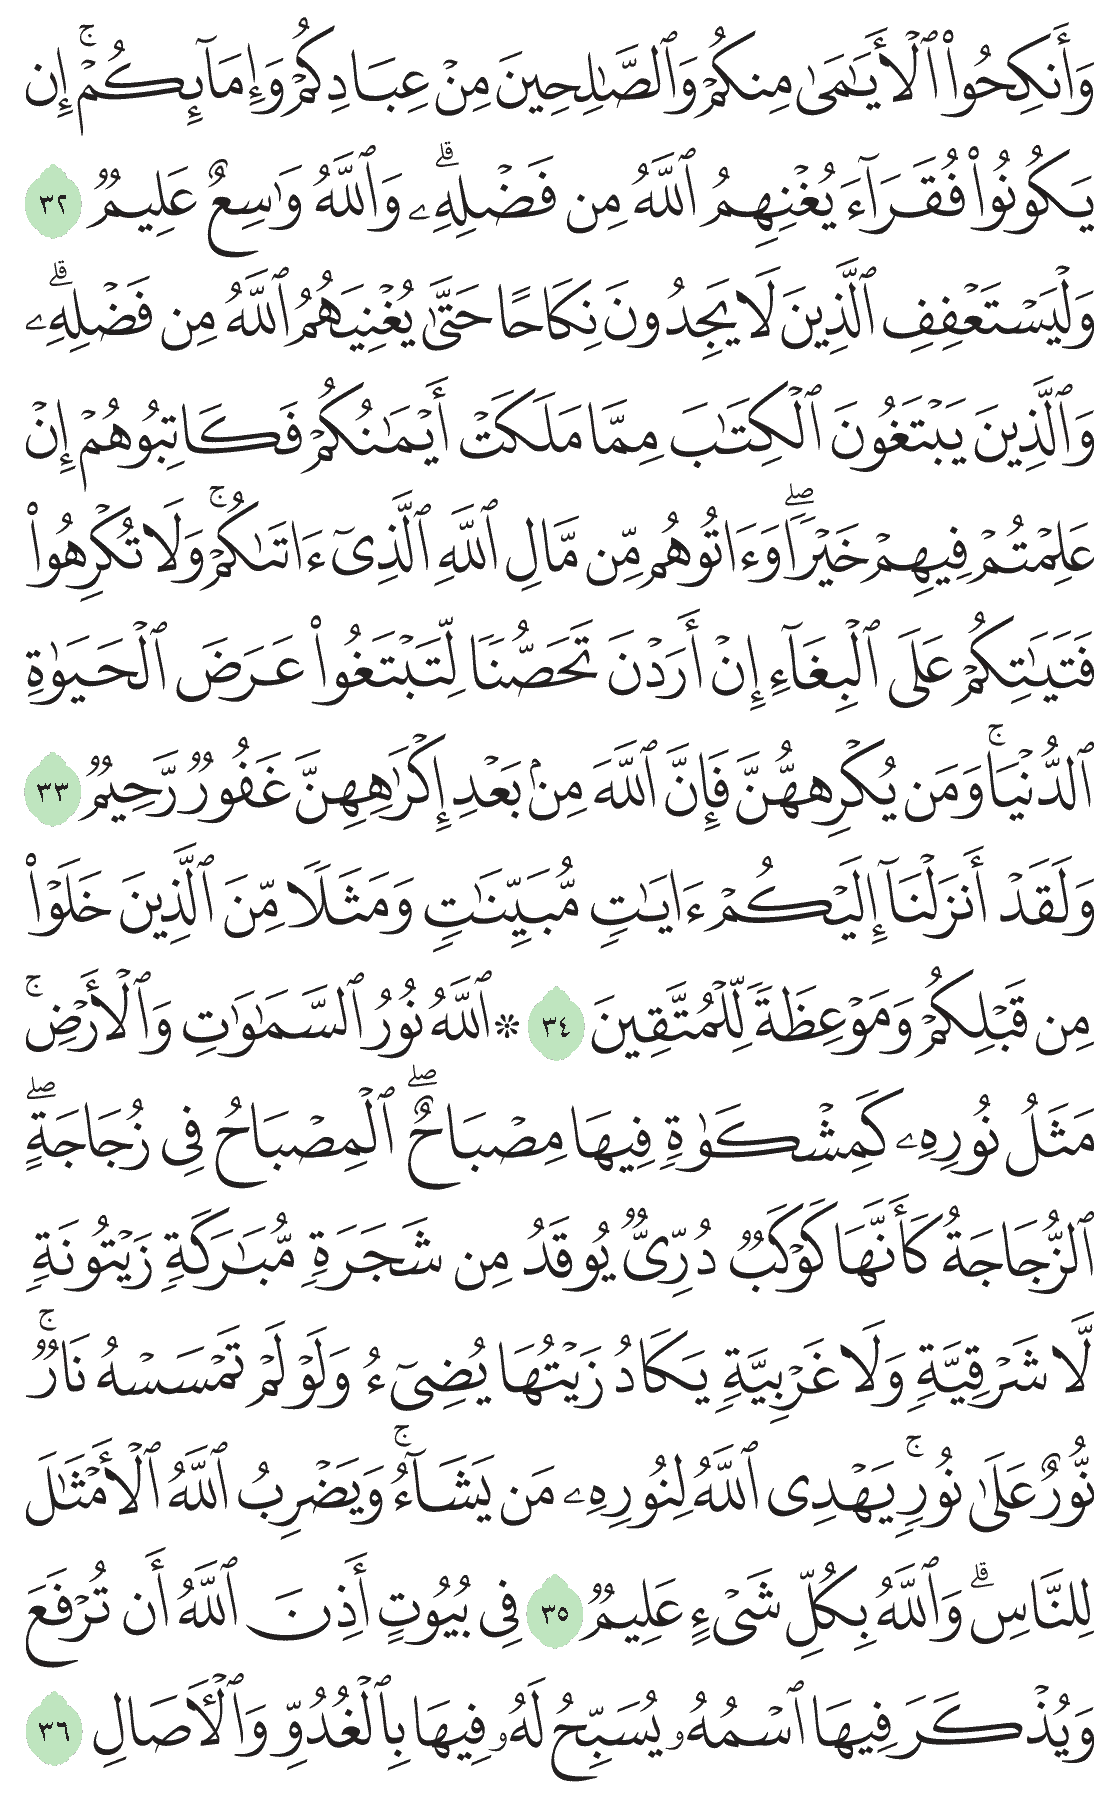 وَأَنكِحُوا۟ ٱلْأَيَـٰمَىٰ مِنكُمْ وَٱلصَّـٰلِحِينَ مِنْ عِبَادِكُمْ وَإِمَآئِكُمْ ۚ إِن
يَكُونُوا۟ فُقَرَآءَ يُغْنِهِمُ ٱللَّهُ مِن فَضْلِهِۦ ۗ وَٱللَّهُ وَٰسِعٌ عَلِيمٌ ٣٢
وَلْيَسْتَعْفِفِ ٱلَّذِينَ لَا يَجِدُونَ نِكَاحًا حَتَّىٰ يُغْنِيَهُمُ ٱللَّهُ مِن فَضْلِهِۦ ۗ
وَٱلَّذِينَ يَبْتَغُونَ ٱلْكِتَـٰبَ مِمَّا مَلَكَتْ أَيْمَـٰنُكُمْ فَكَاتِبُوهُمْ إِنْ
عَلِمْتُمْ فِيهِمْ خَيْرًا ۖ وَءَاتُوهُم مِّن مَّالِ ٱللَّهِ ٱلَّذِىٓ ءَاتَىٰكُمْ ۚ وَلَا تُكْرِهُوا۟
فَتَيَـٰتِكُمْ عَلَى ٱلْبِغَآءِ إِنْ أَرَدْنَ تَحَصُّنًا لِّتَبْتَغُوا۟ عَرَضَ ٱلْحَيَوٰةِ
ٱلدُّنْيَا ۚ وَمَن يُكْرِههُّنَّ فَإِنَّ ٱللَّهَ مِنۢ بَعْدِ إِكْرَٰهِهِنَّ غَفُورٌ رَّحِيمٌ ٣٣
وَلَقَدْ أَنزَلْنَآ إِلَيْكُمْ ءَايَـٰتٍ مُّبَيِّنَـٰتٍ وَمَثَلًا مِّنَ ٱلَّذِينَ خَلَوْا۟
مِن قَبْلِكُمْ وَمَوْعِظَةً لِّلْمُتَّقِينَ ٣٤ ۞ ٱللَّهُ نُورُ ٱلسَّمَـٰوَٰتِ وَٱلْأَرْضِ ۚ
مَثَلُ نُورِهِۦ كَمِشْكَوٰةٍ فِيهَا مِصْبَاحٌ ۖ ٱلْمِصْبَاحُ فِى زُجَاجَةٍ ۖ
ٱلزُّجَاجَةُ كَأَنَّهَا كَوْكَبٌ دُرِّىٌّ يُوقَدُ مِن شَجَرَةٍ مُّبَـٰرَكَةٍ زَيْتُونَةٍ
لَّا شَرْقِيَّةٍ وَلَا غَرْبِيَّةٍ يَكَادُ زَيْتُهَا يُضِىٓءُ وَلَوْ لَمْ تَمْسَسْهُ نَارٌ ۚ
نُّورٌ عَلَىٰ نُورٍ ۚ يَهْدِى ٱللَّهُ لِنُورِهِۦ مَن يَشَآءُ ۚ وَيَضْرِبُ ٱللَّهُ ٱلْأَمْثَـٰلَ
لِلنَّاسِ ۗ وَٱللَّهُ بِكُلِّ شَىْءٍ عَلِيمٌ ٣٥ فِى بُيُوتٍ أَذِنَ ٱللَّهُ أَن تُرْفَعَ
وَيُذْكَرَ فِيهَا ٱسْمُهُۥ يُسَبِّحُ لَهُۥ فِيهَا بِٱلْغُدُوِّ وَٱلْـَٔاصَالِ ٣٦